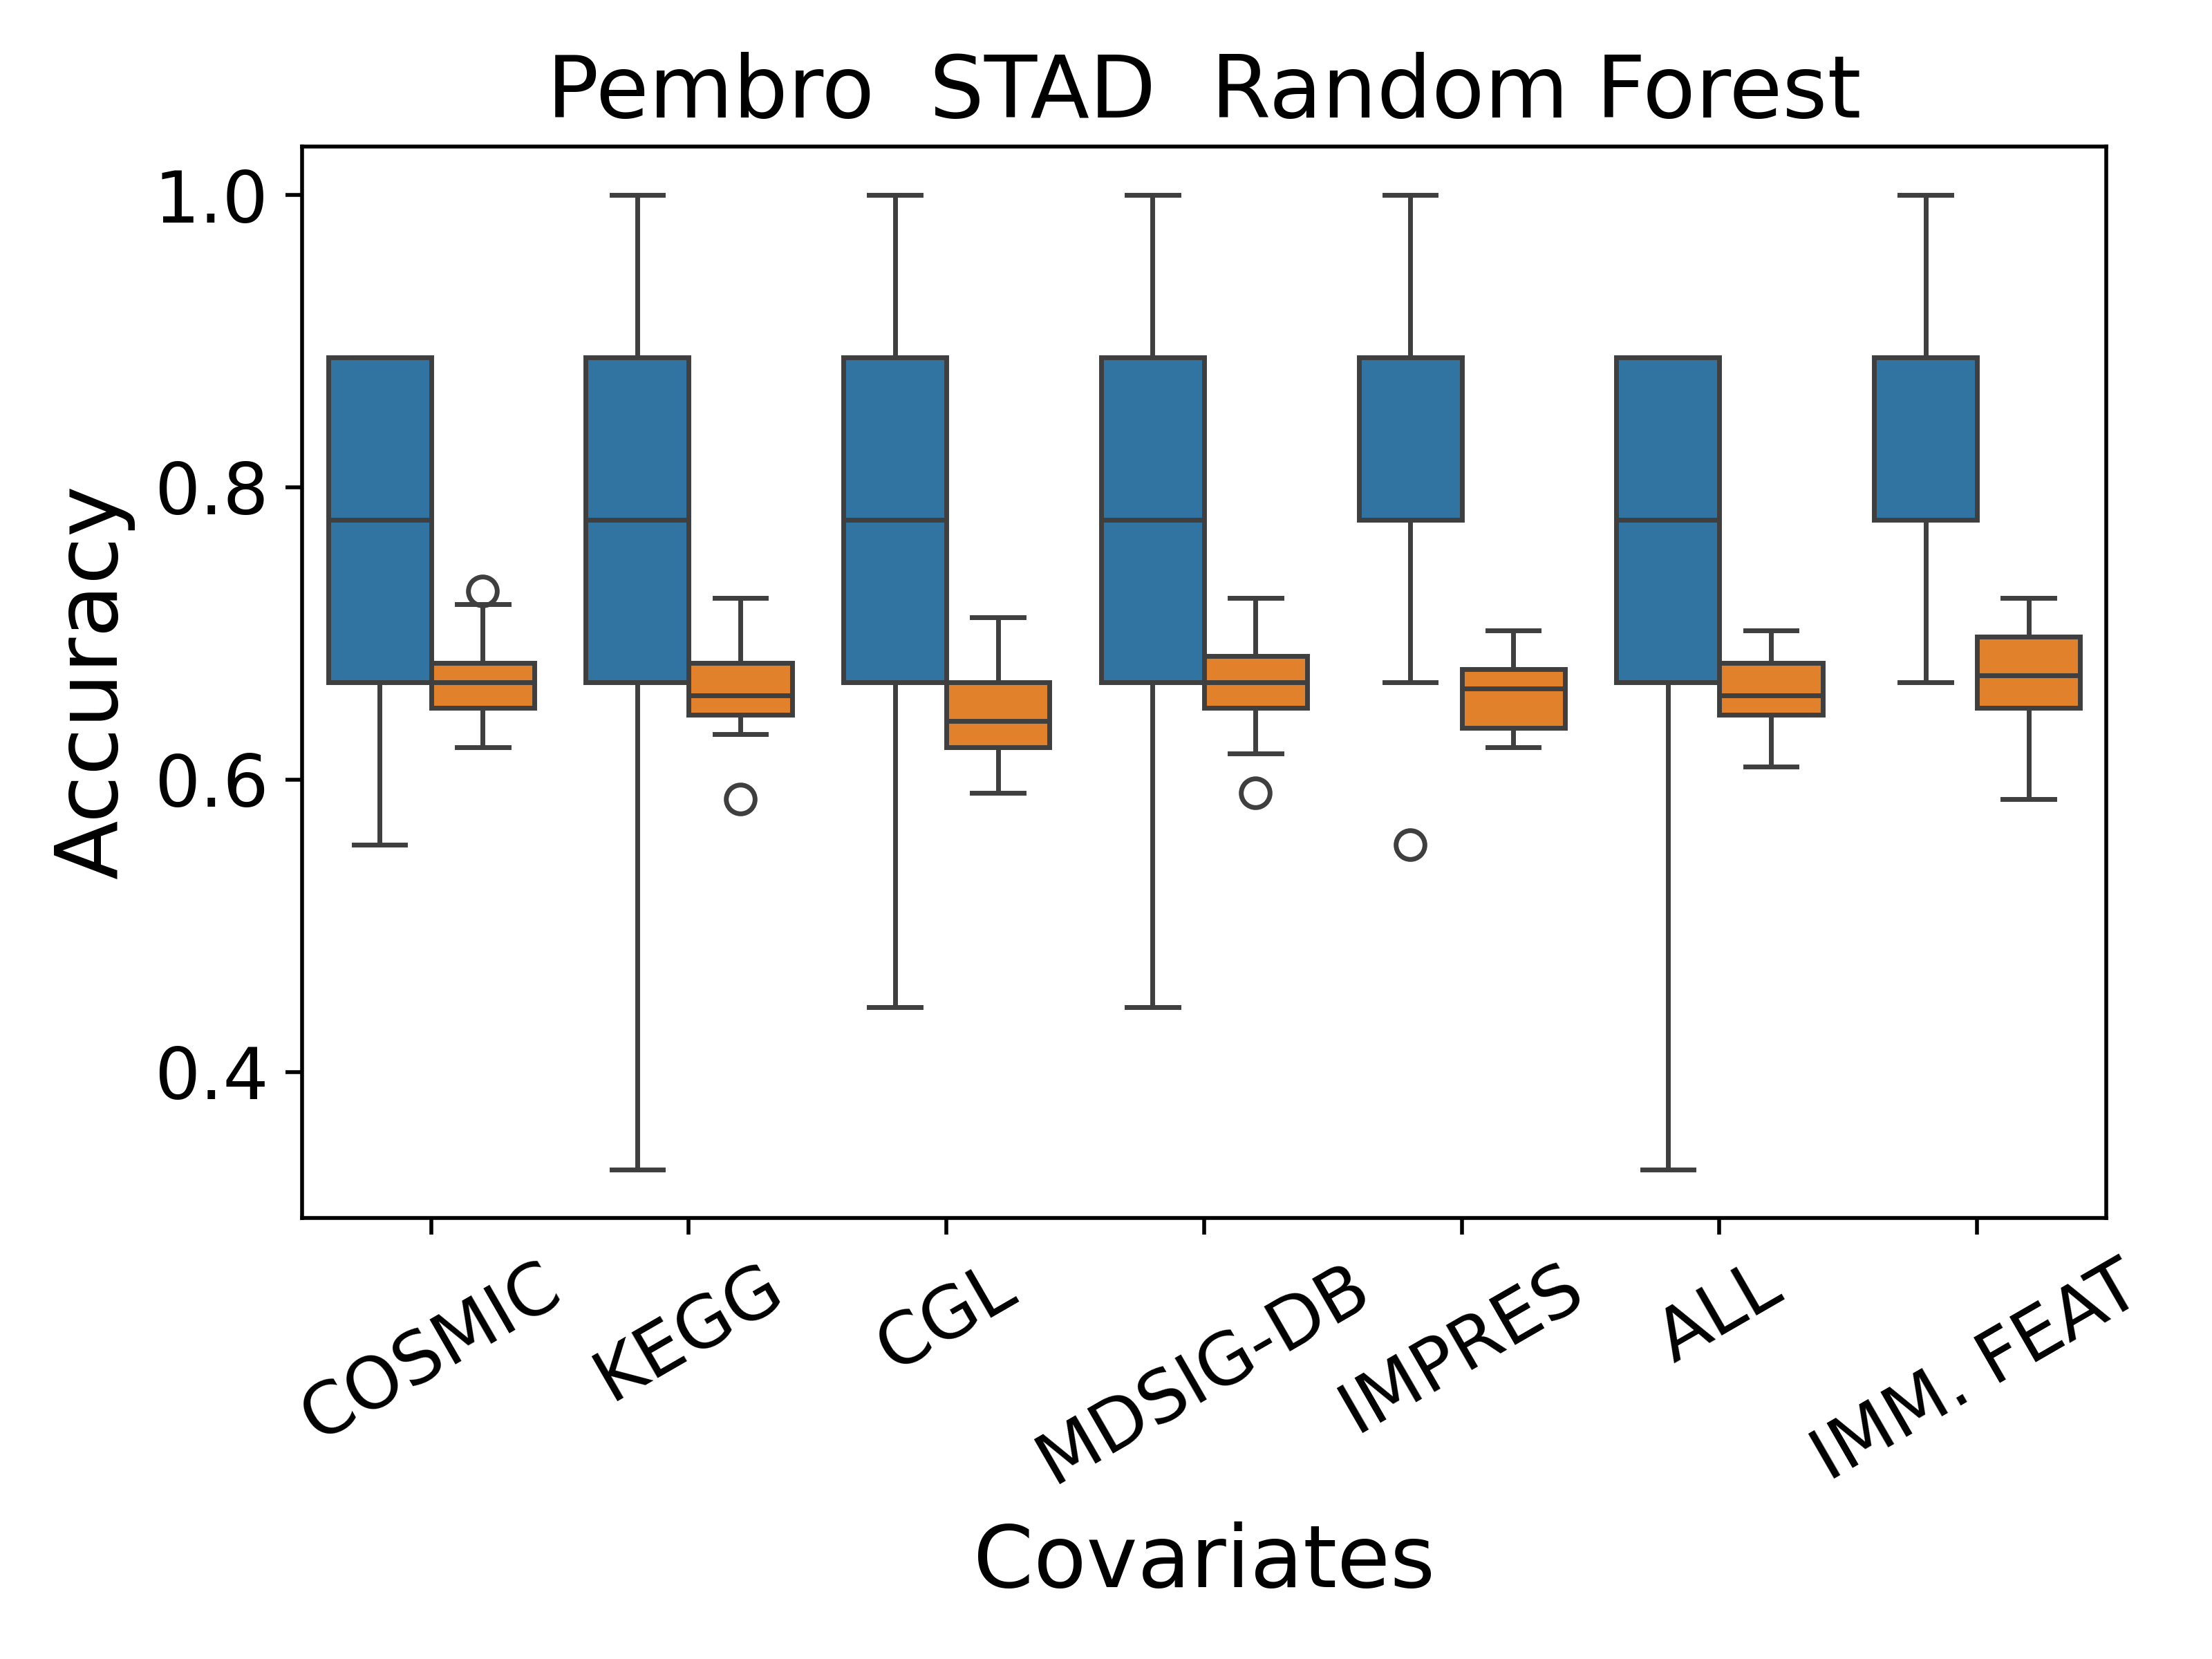 Pembro STAD Random Forest
Accuracy
1.0
0.8
0.6
0.4
COSMIC
KEGG
CGL
MDSIG-DB
IMPRES
ALL
IMM. FEAT
Covariates